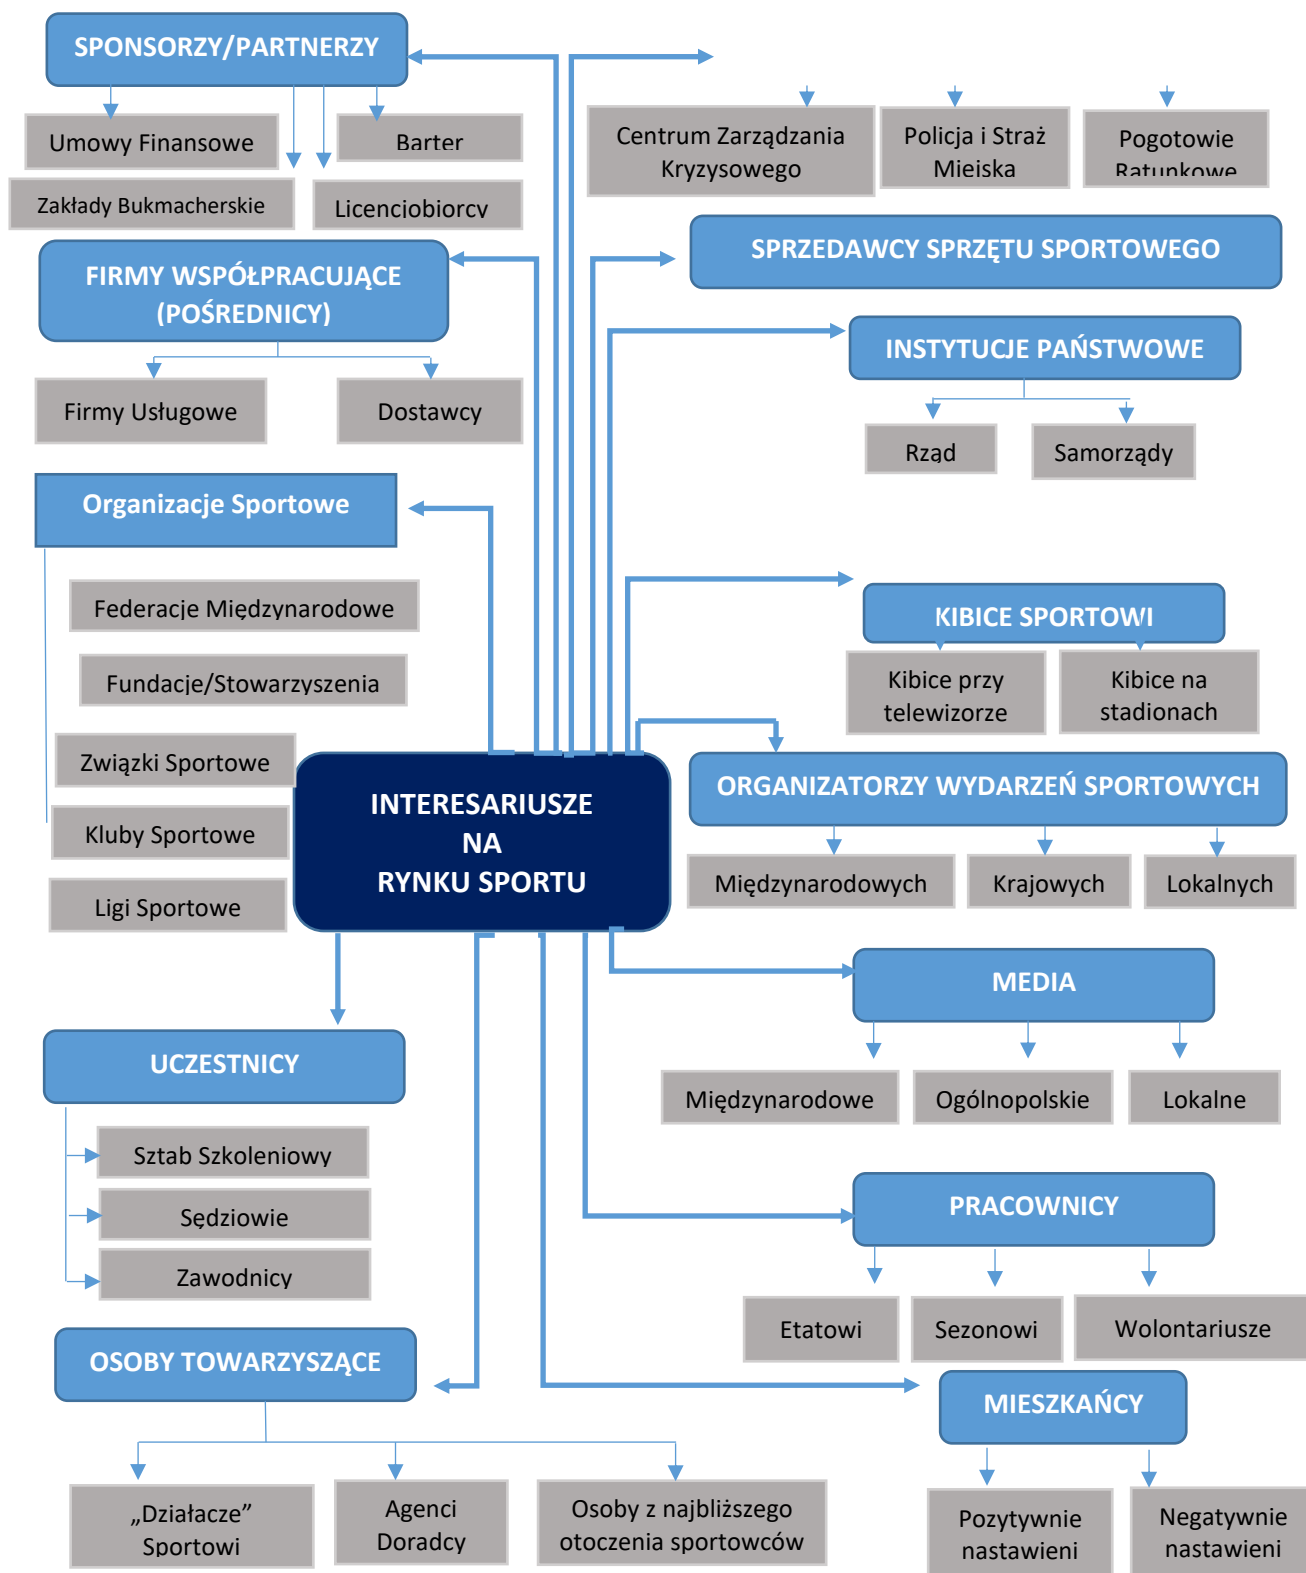 SPONSORZY/PARTNERZY
Umowy Finansowe
Barter
Zakłady Bukmacherskie
Licencjobiorcy
Centrum Zarządzania
Kryzysowego
Policja i Straż
Miejska
Pogotowie
Ratunkowe
FIRMY WSPÓŁPRACUJĄCE
(POŚREDNICY)
Firmy Usługowe
Dostawcy
SPRZEDAWCY SPRZĘTU SPORTOWEGO
INSTYTUCJE PAŃSTWOWE
Rząd
Samorządy
Organizacje Sportowe
Federacje Międzynarodowe
Fundacje/Stowarzyszenia
Związki Sportowe
Kluby Sportowe
Ligi Sportowe
KIBICE SPORTOWI
Kibice przy
telewizorze
Kibice na
stadionach
INTERESARIUSZE
NA
RYNKU SPORTU
ORGANIZATORZY WYDARZEŃ SPORTOWYCH
Międzynarodowych
Krajowych
Lokalnych
MEDIA
Międzynarodowe
Ogólnopolskie
Lokalne
UCZESTNICY
Sztab Szkoleniowy
Sędziowie
Zawodnicy
PRACOWNICY
Etatowi
Sezonowi
Wolontariusze
OSOBY TOWARZYSZĄCE
„Działacze”
Sportowi
Agenci
Doradcy
Osoby z najbliższego
otoczenia sportowców
MIESZKAŃCY
Pozytywnie
nastawieni
Negatywnie
nastawieni